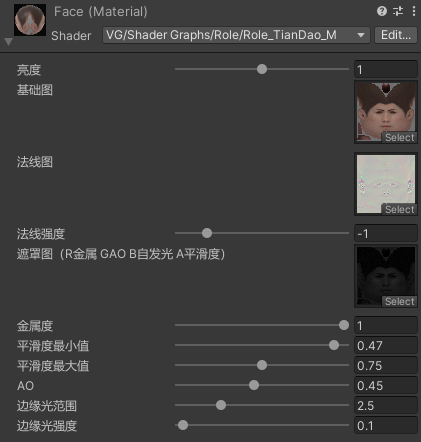 Face (Material)
Shader VG/Shader Graphs/Role/Role_TianDao_M Edit...
亮度 1
基础图
Select
法线图
Select
法线强度 -1
遮罩图（R金属 GAO B自发光 A平滑度）
Select
金属度 1
平滑度最小值 0.47
平滑度最大值 0.75
AO 0.45
边缘光范围 2.5
边缘光强度 0.1